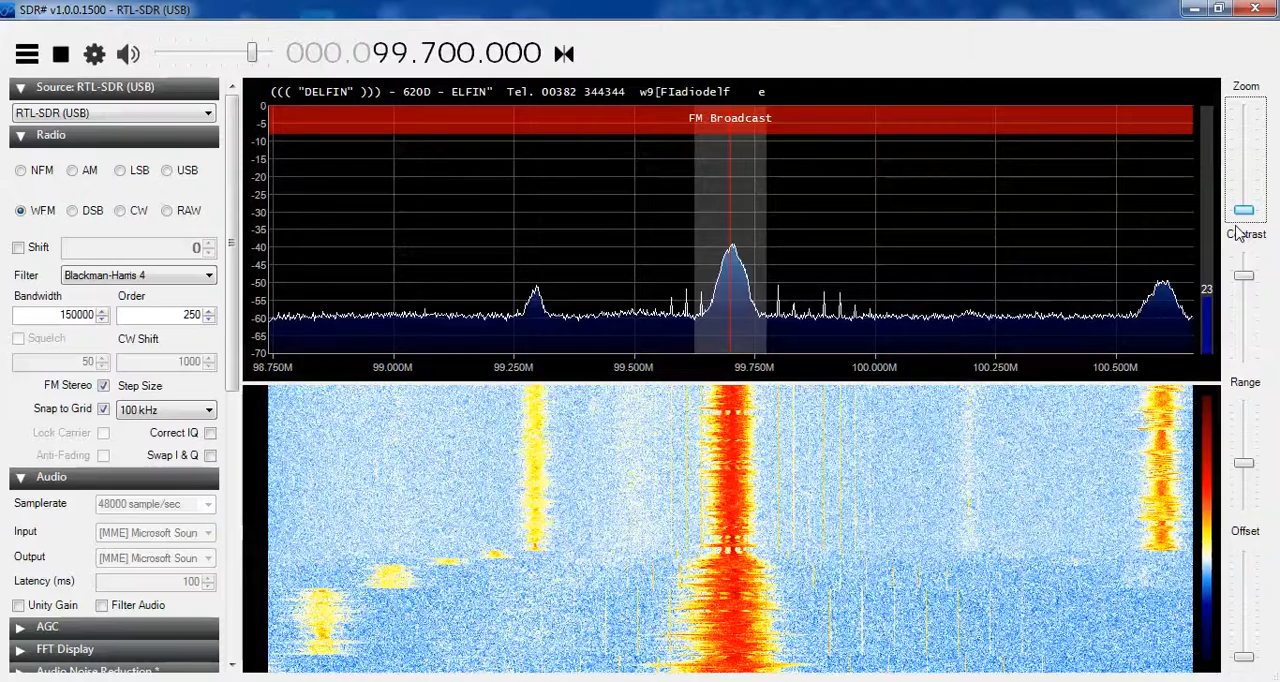 SDR# v1.0.0.1500 - RTL-SDR (USB)
000.099.700.000
Source: RTL-SDR (USB)
RTL-SDR (USB)
Radio
NFM AM LSB USB
WFM DSB CW RAW
Shift 0
Filter Blackman-Harris 4
Bandwidth Order
150000 250
Squelch CW Shift
50 1000
FM Stereo Step Size
Snap to Grid 100 kHz
Lock Carrier Correct IQ
Anti-Fading Swap I & Q
Audio
Samplerate 48000 sample/sec
Input [MME] Microsoft Soun
Output [MME] Microsoft Soun
Latency (ms) 100
Unity Gain Filter Audio
AGC
FFT Display
Audio Noise Reduction *
((( "DELFIN" ))) - 620D - ELFIN" Tel. 00382 344344 w9[FIadiodelf e
FM Broadcast
0
-5
-10
-15
-20
-25
-30
-35
-40
-45
-50
-55
-60
-65
-70
98.750M 99.000M 99.250M 99.500M 99.750M 100.000M 100.250M 100.500M
23
Zoom
Contrast
Range
Offset